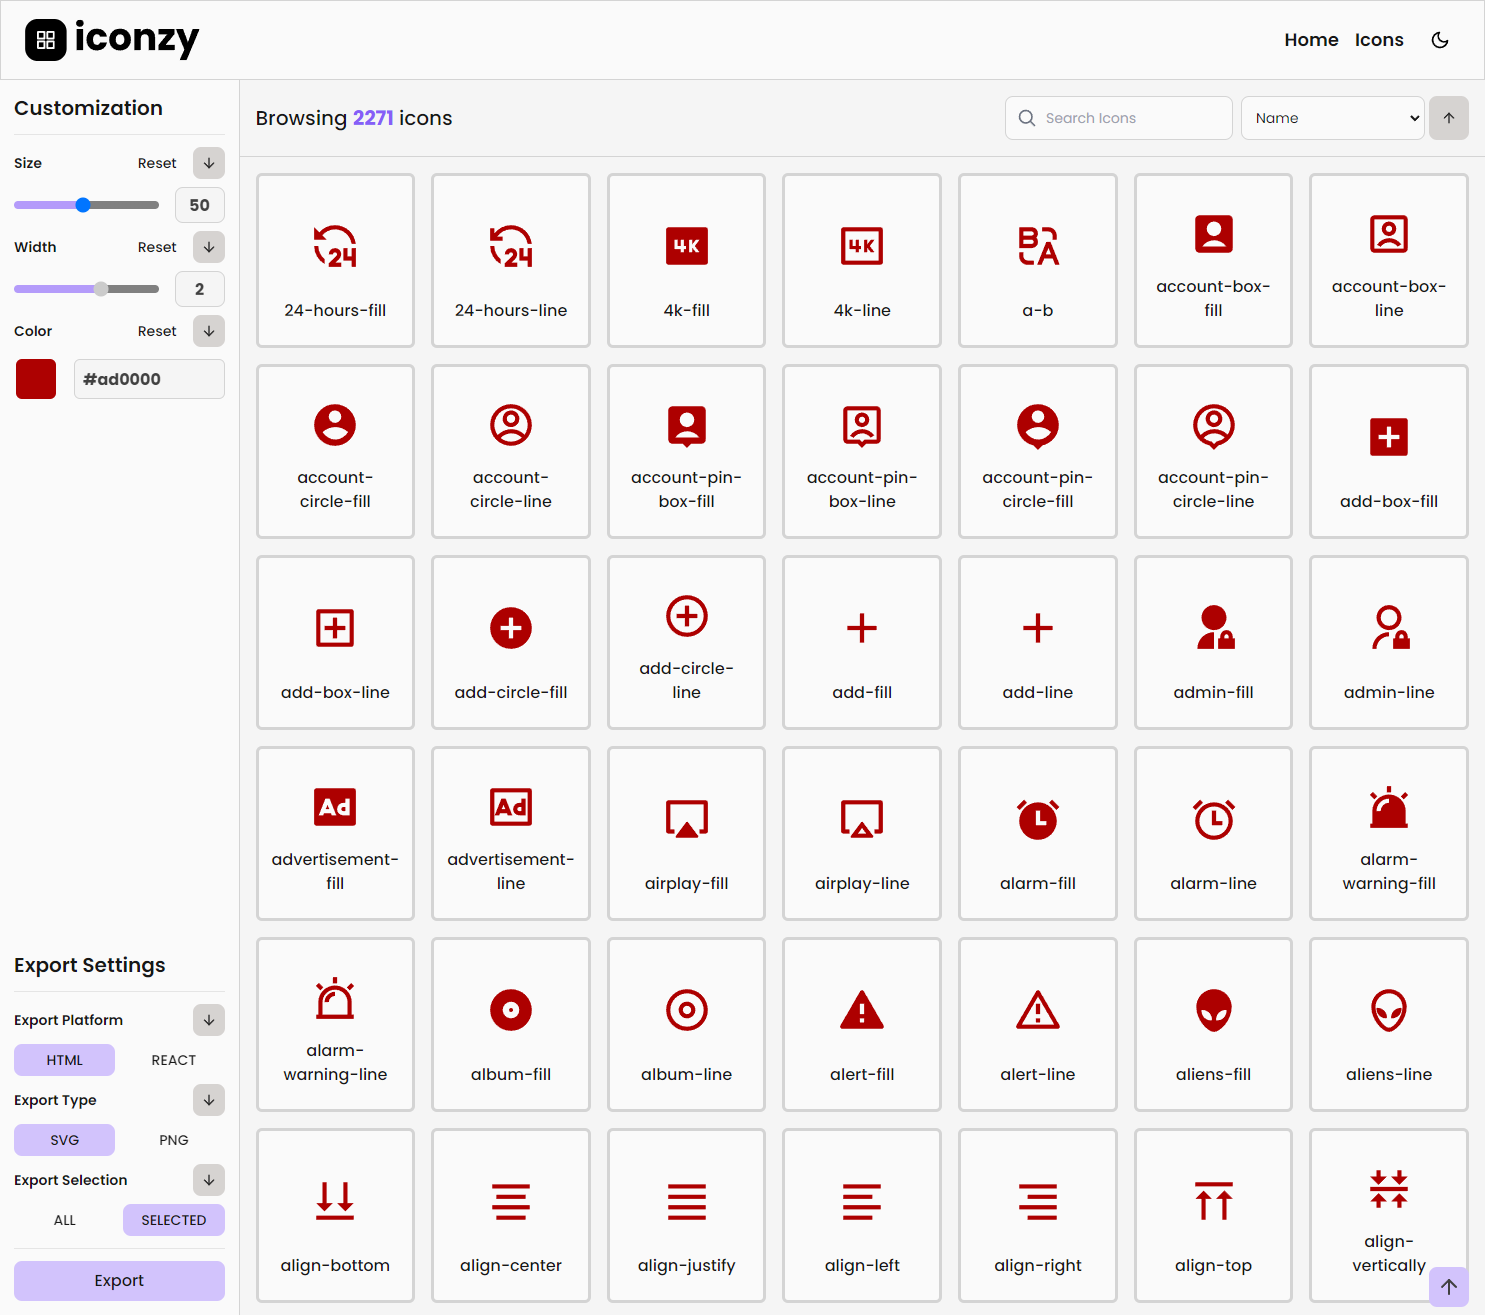 iconzy
Home Icons
Customization
Size Reset
50
Width Reset
2
Color Reset
#ad0000
Export Settings
Export Platform
HTML REACT
Export Type
SVG PNG
Export Selection
ALL SELECTED
Export
Browsing 2271 icons
Search Icons
Name
24
24
4K
4K
B
A
24-hours-fill
24-hours-line
4k-fill
4k-line
a-b
account-box-
fill
account-box-
line
account-
circle-fill
account-
circle-line
account-pin-
box-fill
account-pin-
box-line
account-pin-
circle-fill
account-pin-
circle-line
add-box-fill
add-box-line
add-circle-fill
add-circle-
line
add-fill
add-line
admin-fill
admin-line
Ad
Ad
advertisement-
fill
advertisement-
line
airplay-fill
airplay-line
alarm-fill
alarm-line
alarm-
warning-fill
alarm-
warning-line
album-fill
album-line
alert-fill
alert-line
aliens-fill
aliens-line
align-bottom
align-center
align-justify
align-left
align-right
align-top
align-
vertically